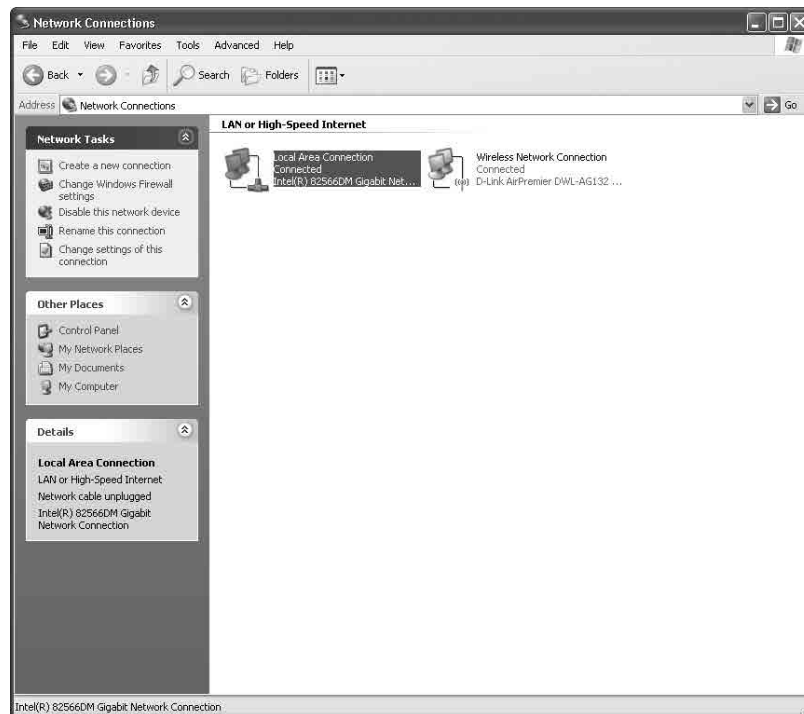 Network Connections
File Edit View Favorites Tools Advanced Help
Back Search Folders
Address Network Connections Go
Network Tasks
Create a new connection
Change Windows Firewall
settings
Disable this network device
Rename this connection
Change settings of this
connection
Other Places
Control Panel
My Network Places
My Documents
My Computer
Details
Local Area Connection
LAN or High-Speed Internet
Network cable unplugged
Intel(R) 82566DM Gigabit
Network Connection
LAN or High-Speed Internet
Local Area Connection
Connected
Intel(R) 82566DM Gigabit Net...
Wireless Network Connection
Connected
D-Link AirPremier DWL-AG132 ...
Intel(R) 82566DM Gigabit Network Connection